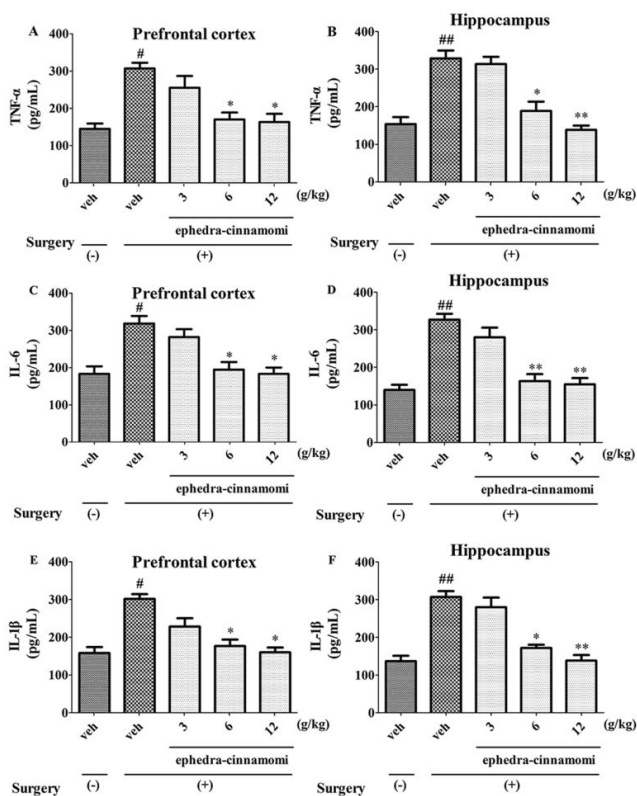 A
Prefrontal cortex
TNF-α
(pg/mL)
400
300
200
100
0
#
*
*
veh
veh
3
6
12
(g/kg)
ephedra-cinnamomi
Surgery
(-)
(+)
B
Hippocampus
TNF-α
(pg/mL)
400
300
200
100
0
##
*
**
veh
veh
3
6
12
(g/kg)
ephedra-cinnamomi
Surgery
(-)
(+)
C
Prefrontal cortex
IL-6
(pg/mL)
400
300
200
100
0
#
*
*
veh
veh
3
6
12
(g/kg)
ephedra-cinnamomi
Surgery
(-)
(+)
D
Hippocampus
IL-6
(pg/mL)
400
300
200
100
0
##
**
**
veh
veh
3
6
12
(g/kg)
ephedra-cinnamomi
Surgery
(-)
(+)
E
Prefrontal cortex
IL-1β
(pg/mL)
400
300
200
100
0
#
*
*
veh
veh
3
6
12
(g/kg)
ephedra-cinnamomi
Surgery
(-)
(+)
F
Hippocampus
IL-1β
(pg/mL)
400
300
200
100
0
##
*
**
veh
veh
3
6
12
(g/kg)
ephedra-cinnamomi
Surgery
(-)
(+)